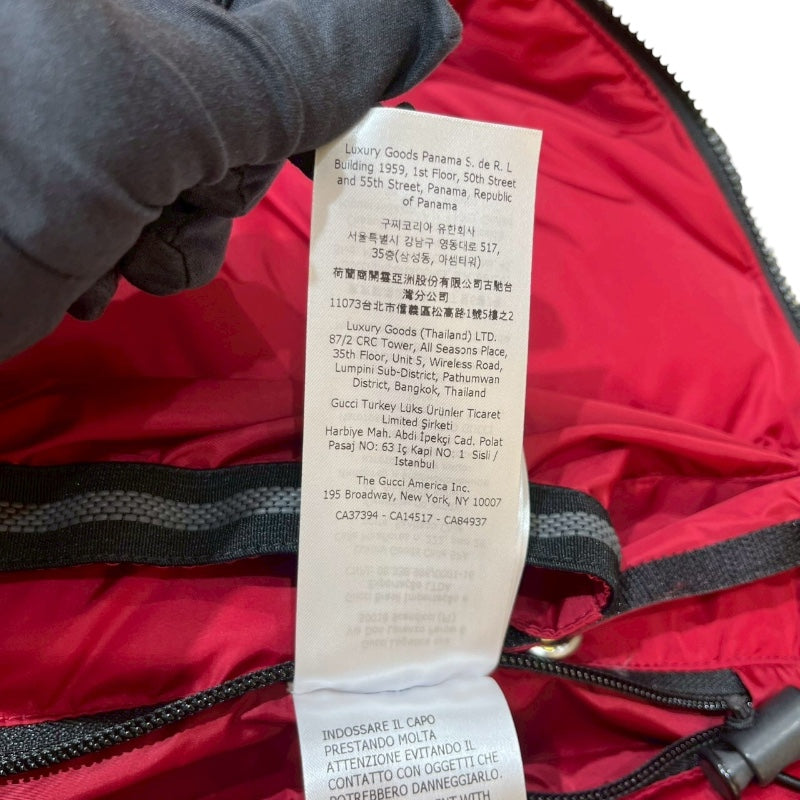 Luxury Goods Panama S. de R. L
Building 1959, 1st Floor, 50th Street
and 55th Street, Panama, Republic
of Panama
구찌코리아 유한회사
서울특별시 강남구 영동대로 517,
35층(삼성동, 아셈타워)
荷蘭商開雲亞洲股份有限公司古馳台
灣分公司
11073台北市信義區松高路1號5樓之2
Luxury Goods (Thailand) LTD.
87/2 CRC Tower, All Seasons Place,
35th Floor, Unit 5, Wireless Road,
Lumpini Sub-District, Pathumwan
District, Bangkok, Thailand
Gucci Turkey Lüks Ürünler Ticaret
Limited Şirketi
Harbiye Mah. Abdi İpekçi Cad. Polat
Pasaj NO: 63 İç Kapi NO: 1 Sisli /
İstanbul
The Gucci America Inc.
195 Broadway, New York, NY 10007
CA37394 - CA14517 - CA84937
INDOSSARE IL CAPO
PRESTANDO MOLTA
ATTENZIONE EVITANDO IL
CONTATTO CON OGGETTI CHE
POTREBBERO DANNEGGIARLO.
WITH